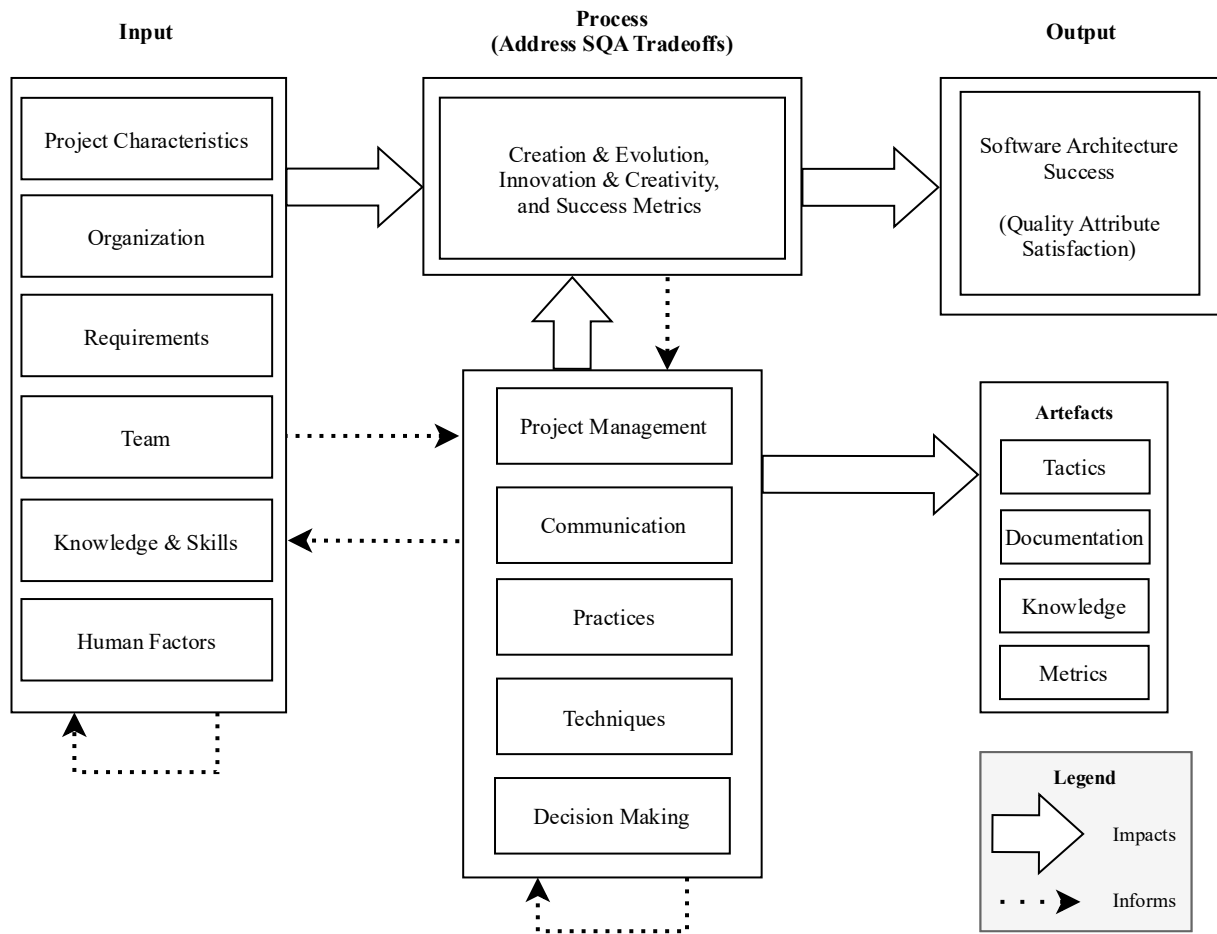 Input
Project Characteristics
Organization
Requirements
Team
Knowledge & Skills
Human Factors
Process
(Address SQA Tradeoffs)
Creation & Evolution,
Innovation & Creativity,
and Success Metrics
Project Management
Communication
Practices
Techniques
Decision Making
Output
Software Architecture
Success
(Quality Attribute
Satisfaction)
Artefacts
Tactics
Documentation
Knowledge
Metrics
Legend
Impacts
Informs